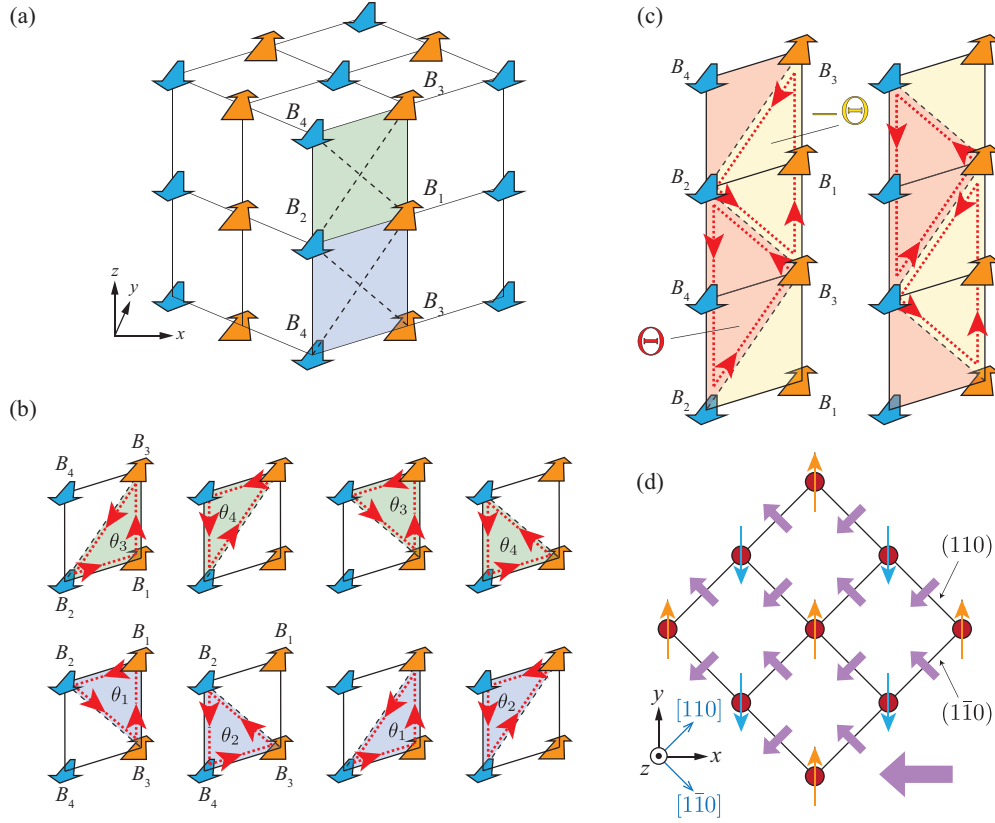 (a)
B₃
B₄
B₁
B₂
B₃
B₄
z
y
x
(b)
B₃
B₄
θ₃
θ₄
θ₃
θ₄
B₁
B₂
B₁
B₁
B₂
B₂
θ₁
θ₂
θ₁
θ₂
B₃
B₃
B₄
B₄
(c)
B₄
B₃
− Θ
B₂
B₁
B₄
B₃
Θ
B₂
B₁
(d)
(110)
(11̅0)
y
[110]
z
x
[11̅0]